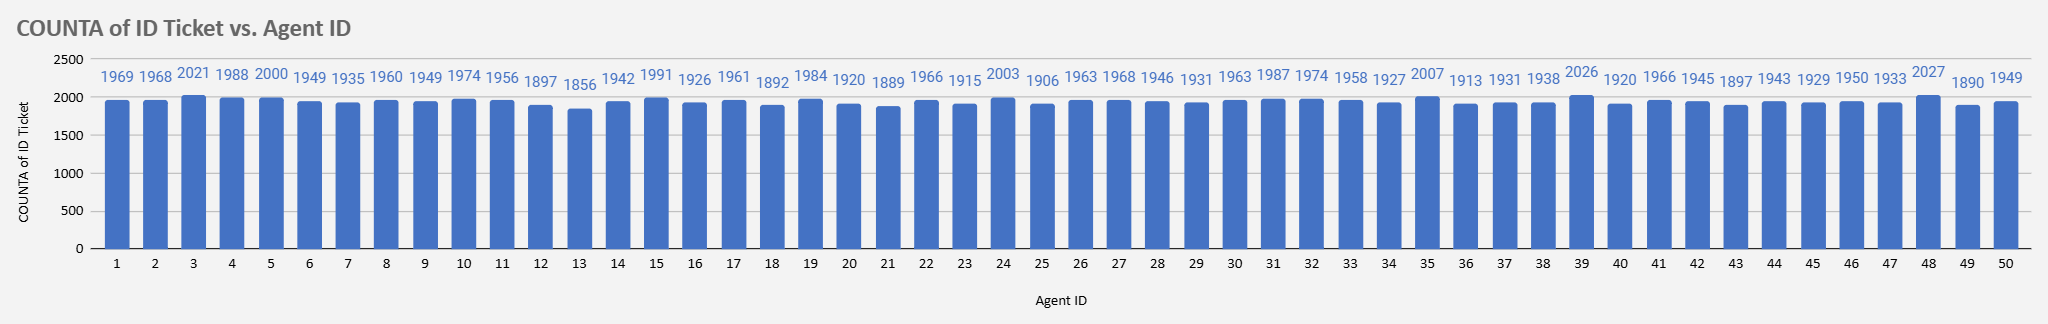 COUNTA of ID Ticket vs. Agent ID
2500
2000
1500
1000
500
0
COUNTA of ID Ticket
1969 1968 2021 1988 2000 1949 1935 1960 1949 1974 1956 1897 1856 1942 1991 1926 1961 1892 1984 1920 1889 1966 1915 2003 1906 1963 1968 1946 1931 1963 1987 1974 1958 1927 2007 1913 1931 1938 2026 1920 1966 1945 1897 1943 1929 1950 1933 2027 1890 1949
1 2 3 4 5 6 7 8 9 10 11 12 13 14 15 16 17 18 19 20 21 22 23 24 25 26 27 28 29 30 31 32 33 34 35 36 37 38 39 40 41 42 43 44 45 46 47 48 49 50
Agent ID